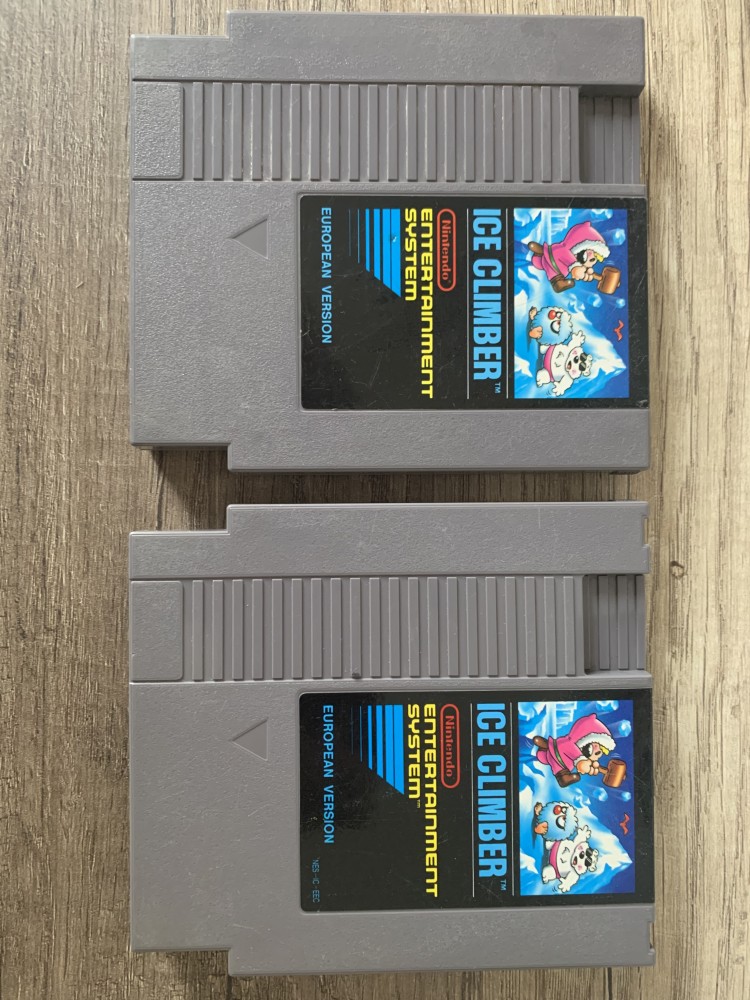 ICE CLIMBER™
Nintendo
ENTERTAINMENT
SYSTEM
EUROPEAN VERSION
ICE CLIMBER™
Nintendo
ENTERTAINMENT
SYSTEM™
EUROPEAN VERSION
NES-IC-EEC